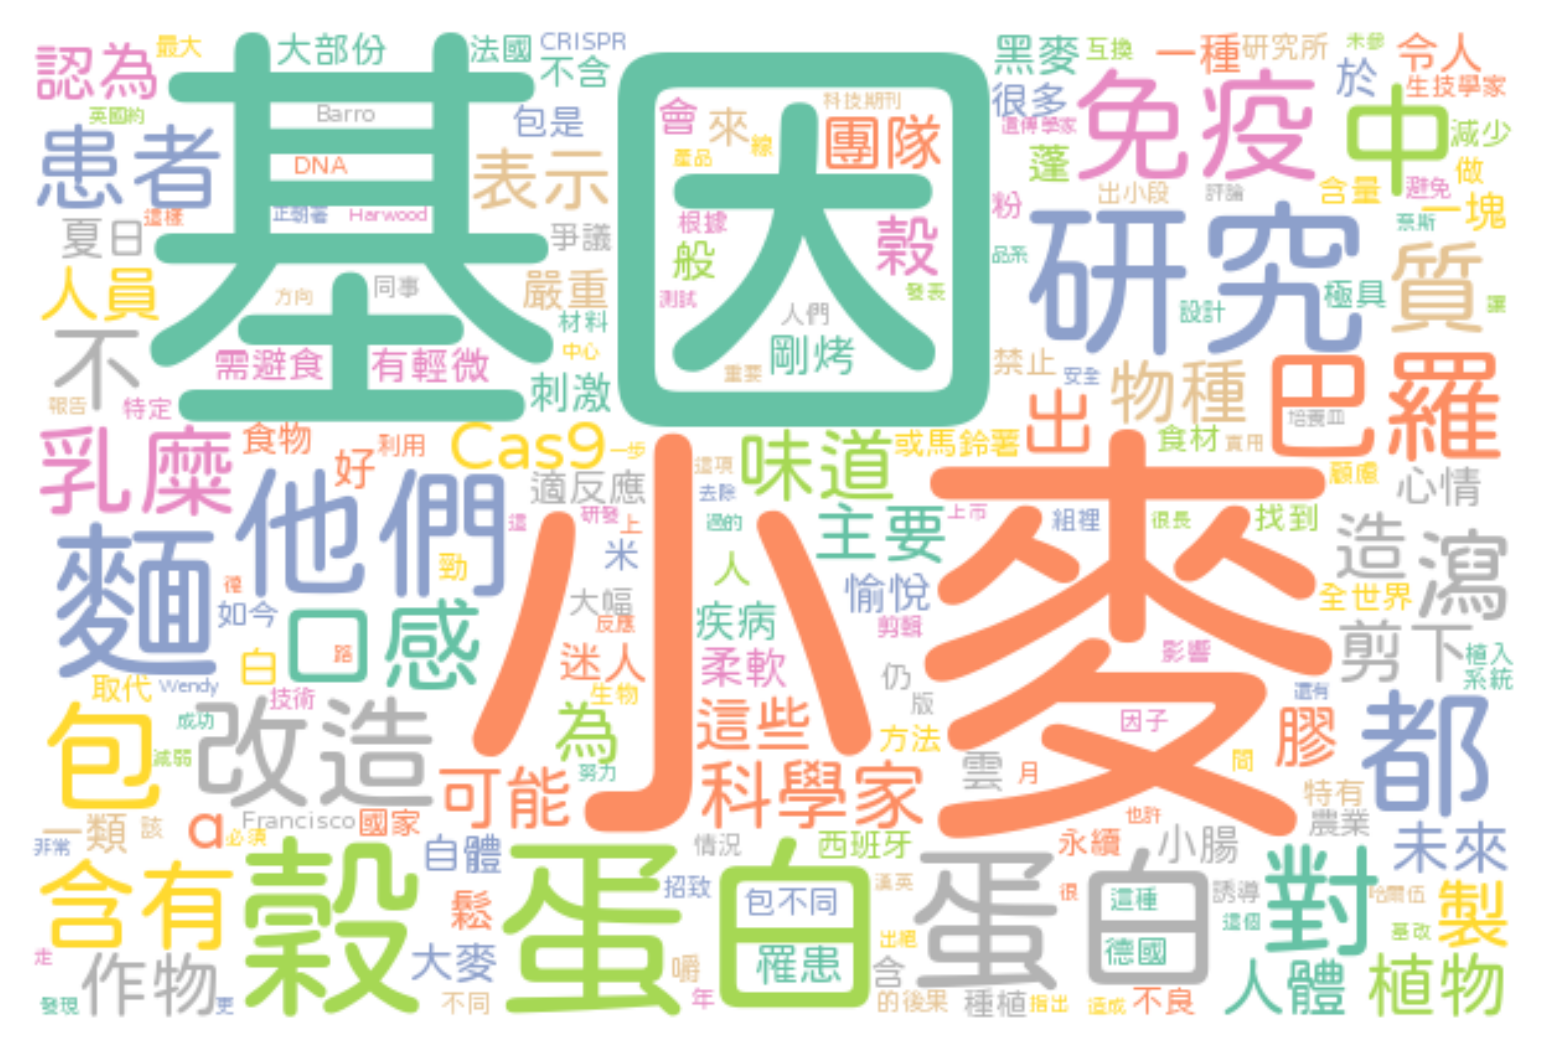 認為
最大
大部份
法國
CRISPR
不含
黑麥
互換
一種
研究所
未參
令人
於
生技學家
英國約
Barro
包是
基因
會
來
科技期刊
線
產品
團隊
很多
遺傳學家
免疫
中
減少
患者
DNA
表示
蓬
做
出小段
評論
含量
避免
一塊
奈斯
粉
夏日
這樣
正朝著
Harwood
爭議
根據
般
穀
品系
研究
質
人員
方向
同事
嚴重
測試
人們
發表
設計
極具
讓
材料
不
需避食
有輕微
中心
重要
剛烤
禁止
安全
物種
巴羅
報告
特定
刺激
出
培養皿
乳糜
食物
好
利用
Cas9
一步
這項
味道
或馬鈴薯
食材
實用
顧慮
心情
他們
適反應
去除
這
研發
上
過的
主要
上市
組裡
很長
找到
造
瀉
麵
勁
米
人
小麥
如今
口感
大幅
反應
疾病
愉悅
剪輯
全世界
剪下
植入
系統
白
路
迷人
柔軟
影響
取代
Wendy
技術
生物
仍
版
還有
包
成功
改造
為
這些
方法
因子
膠
都
減弱
努力
雲
月
間
可能
科學家
特有
一類
該
a
必須
Francisco
國家
也許
農業
非常
自體
情況
西班牙
永續
小腸
未來
含有
穀
蛋白
蛋白
對
製
鬆
招致
包不同
漢英
很
這種
誘導
這個
哈爾伍
基改
走
作物
大麥
嚼
罹患
出絕
含
德國
人體
植物
發現
更
不同
年
的後果
種植
指出
造成
不良